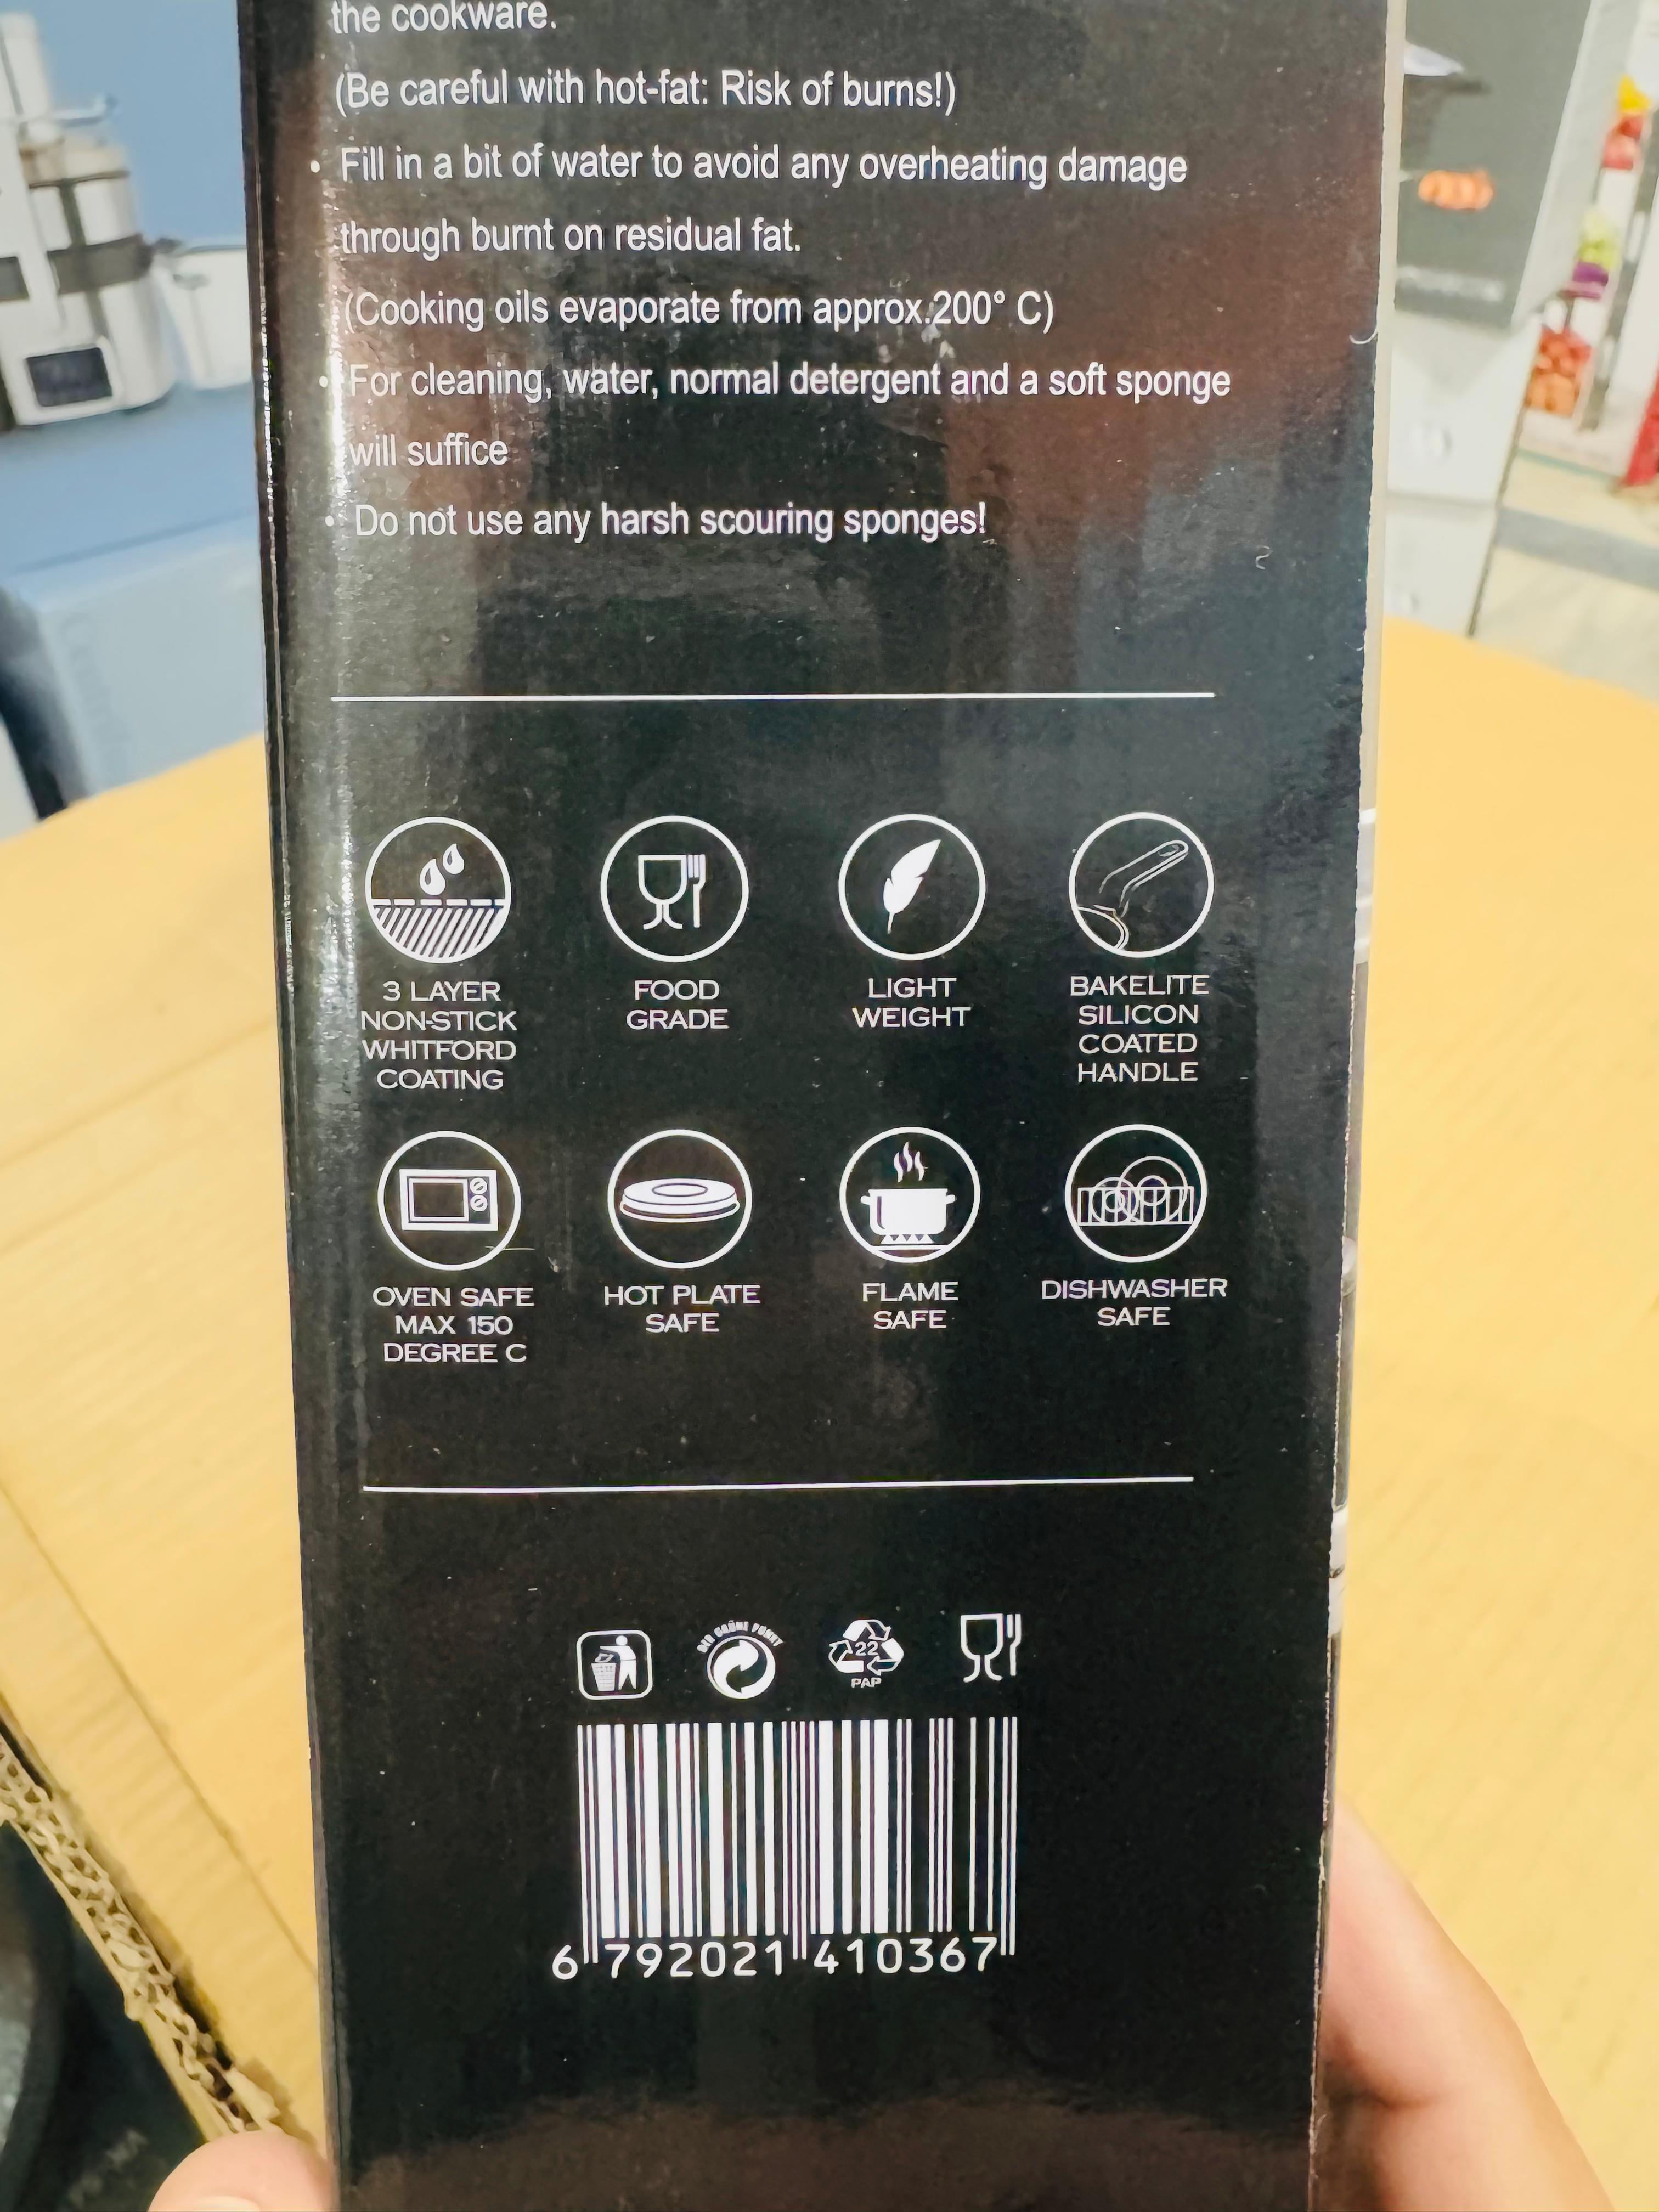 the cookware.
(Be careful with hot-fat: Risk of burns!)
• Fill in a bit of water to avoid any overheating damage
through burnt on residual fat.
(Cooking oils evaporate from approx.200° C)
• For cleaning, water, normal detergent and a soft sponge
will suffice
• Do not use any harsh scouring sponges!
3 LAYER
NON-STICK
WHITFORD
COATING
FOOD
GRADE
LIGHT
WEIGHT
BAKELITE
SILICON
COATED
HANDLE
OVEN SAFE
MAX 150
DEGREE C
HOT PLATE
SAFE
FLAME
SAFE
DISHWASHER
SAFE
DER GRÜNE PUNKT
22
PAP
6 792021 410367